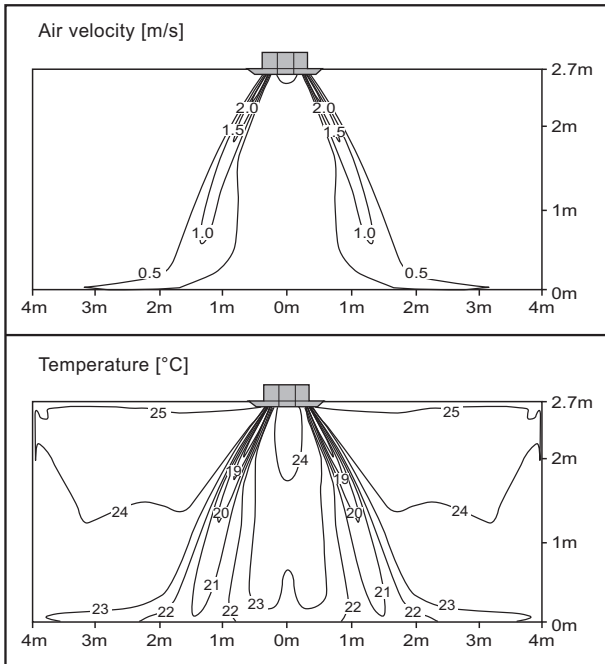 Air velocity [m/s]
2.7m
2.0 2.0
2m
1.5 1.5
1m
1.0 1.0
0.5 0.5
0m
4m 3m 2m 1m 0m 1m 2m 3m 4m
Temperature [°C]
2.7m
25 25
24
2m
19 19
24 20 20 24
1m
21 21
23 22 22 23 22 22 23
0m
4m 3m 2m 1m 0m 1m 2m 3m 4m